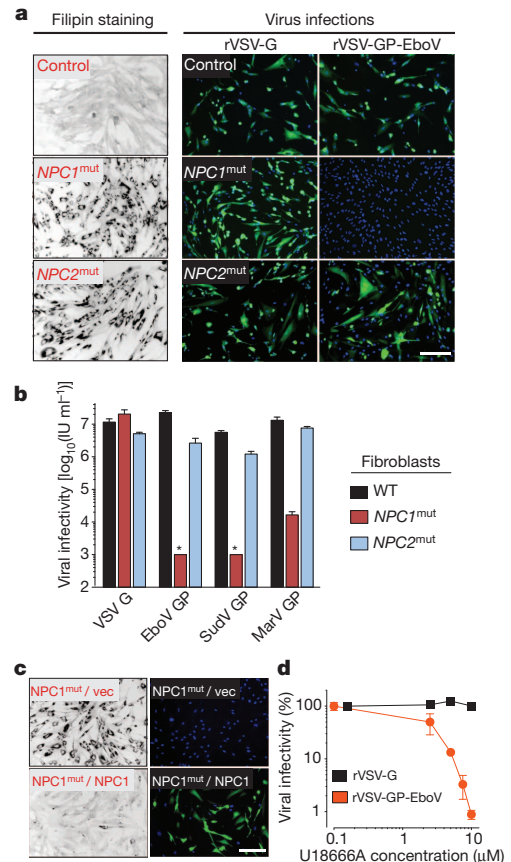 a
Filipin staining
Virus infections
rVSV-G
rVSV-GP-EboV
Control
Control
NPC1mut
NPC1mut
NPC2mut
NPC2mut
b
Viral infectivity [log10(IU ml–1)]
7
6
5
4
3
2
*
*
VSV G
EboV GP
SudV GP
MarV GP
Fibroblasts
WT
NPC1mut
NPC2mut
c
NPC1mut / vec
NPC1mut / vec
NPC1mut / NPC1
NPC1mut / NPC1
d
Viral infectivity (%)
100
10
1
rVSV-G
rVSV-GP-EboV
0.1
1
10
U18666A concentration (μM)